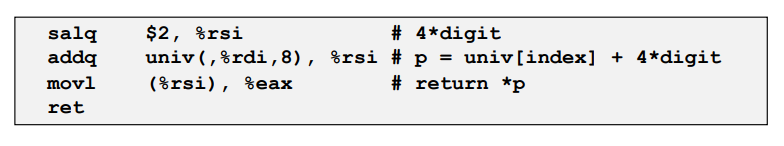 salq    $2, %rsi            # 4*digit
addq    univ(,%rdi,8), %rsi # p = univ[index] + 4*digit
movl    (%rsi), %eax        # return *p
ret